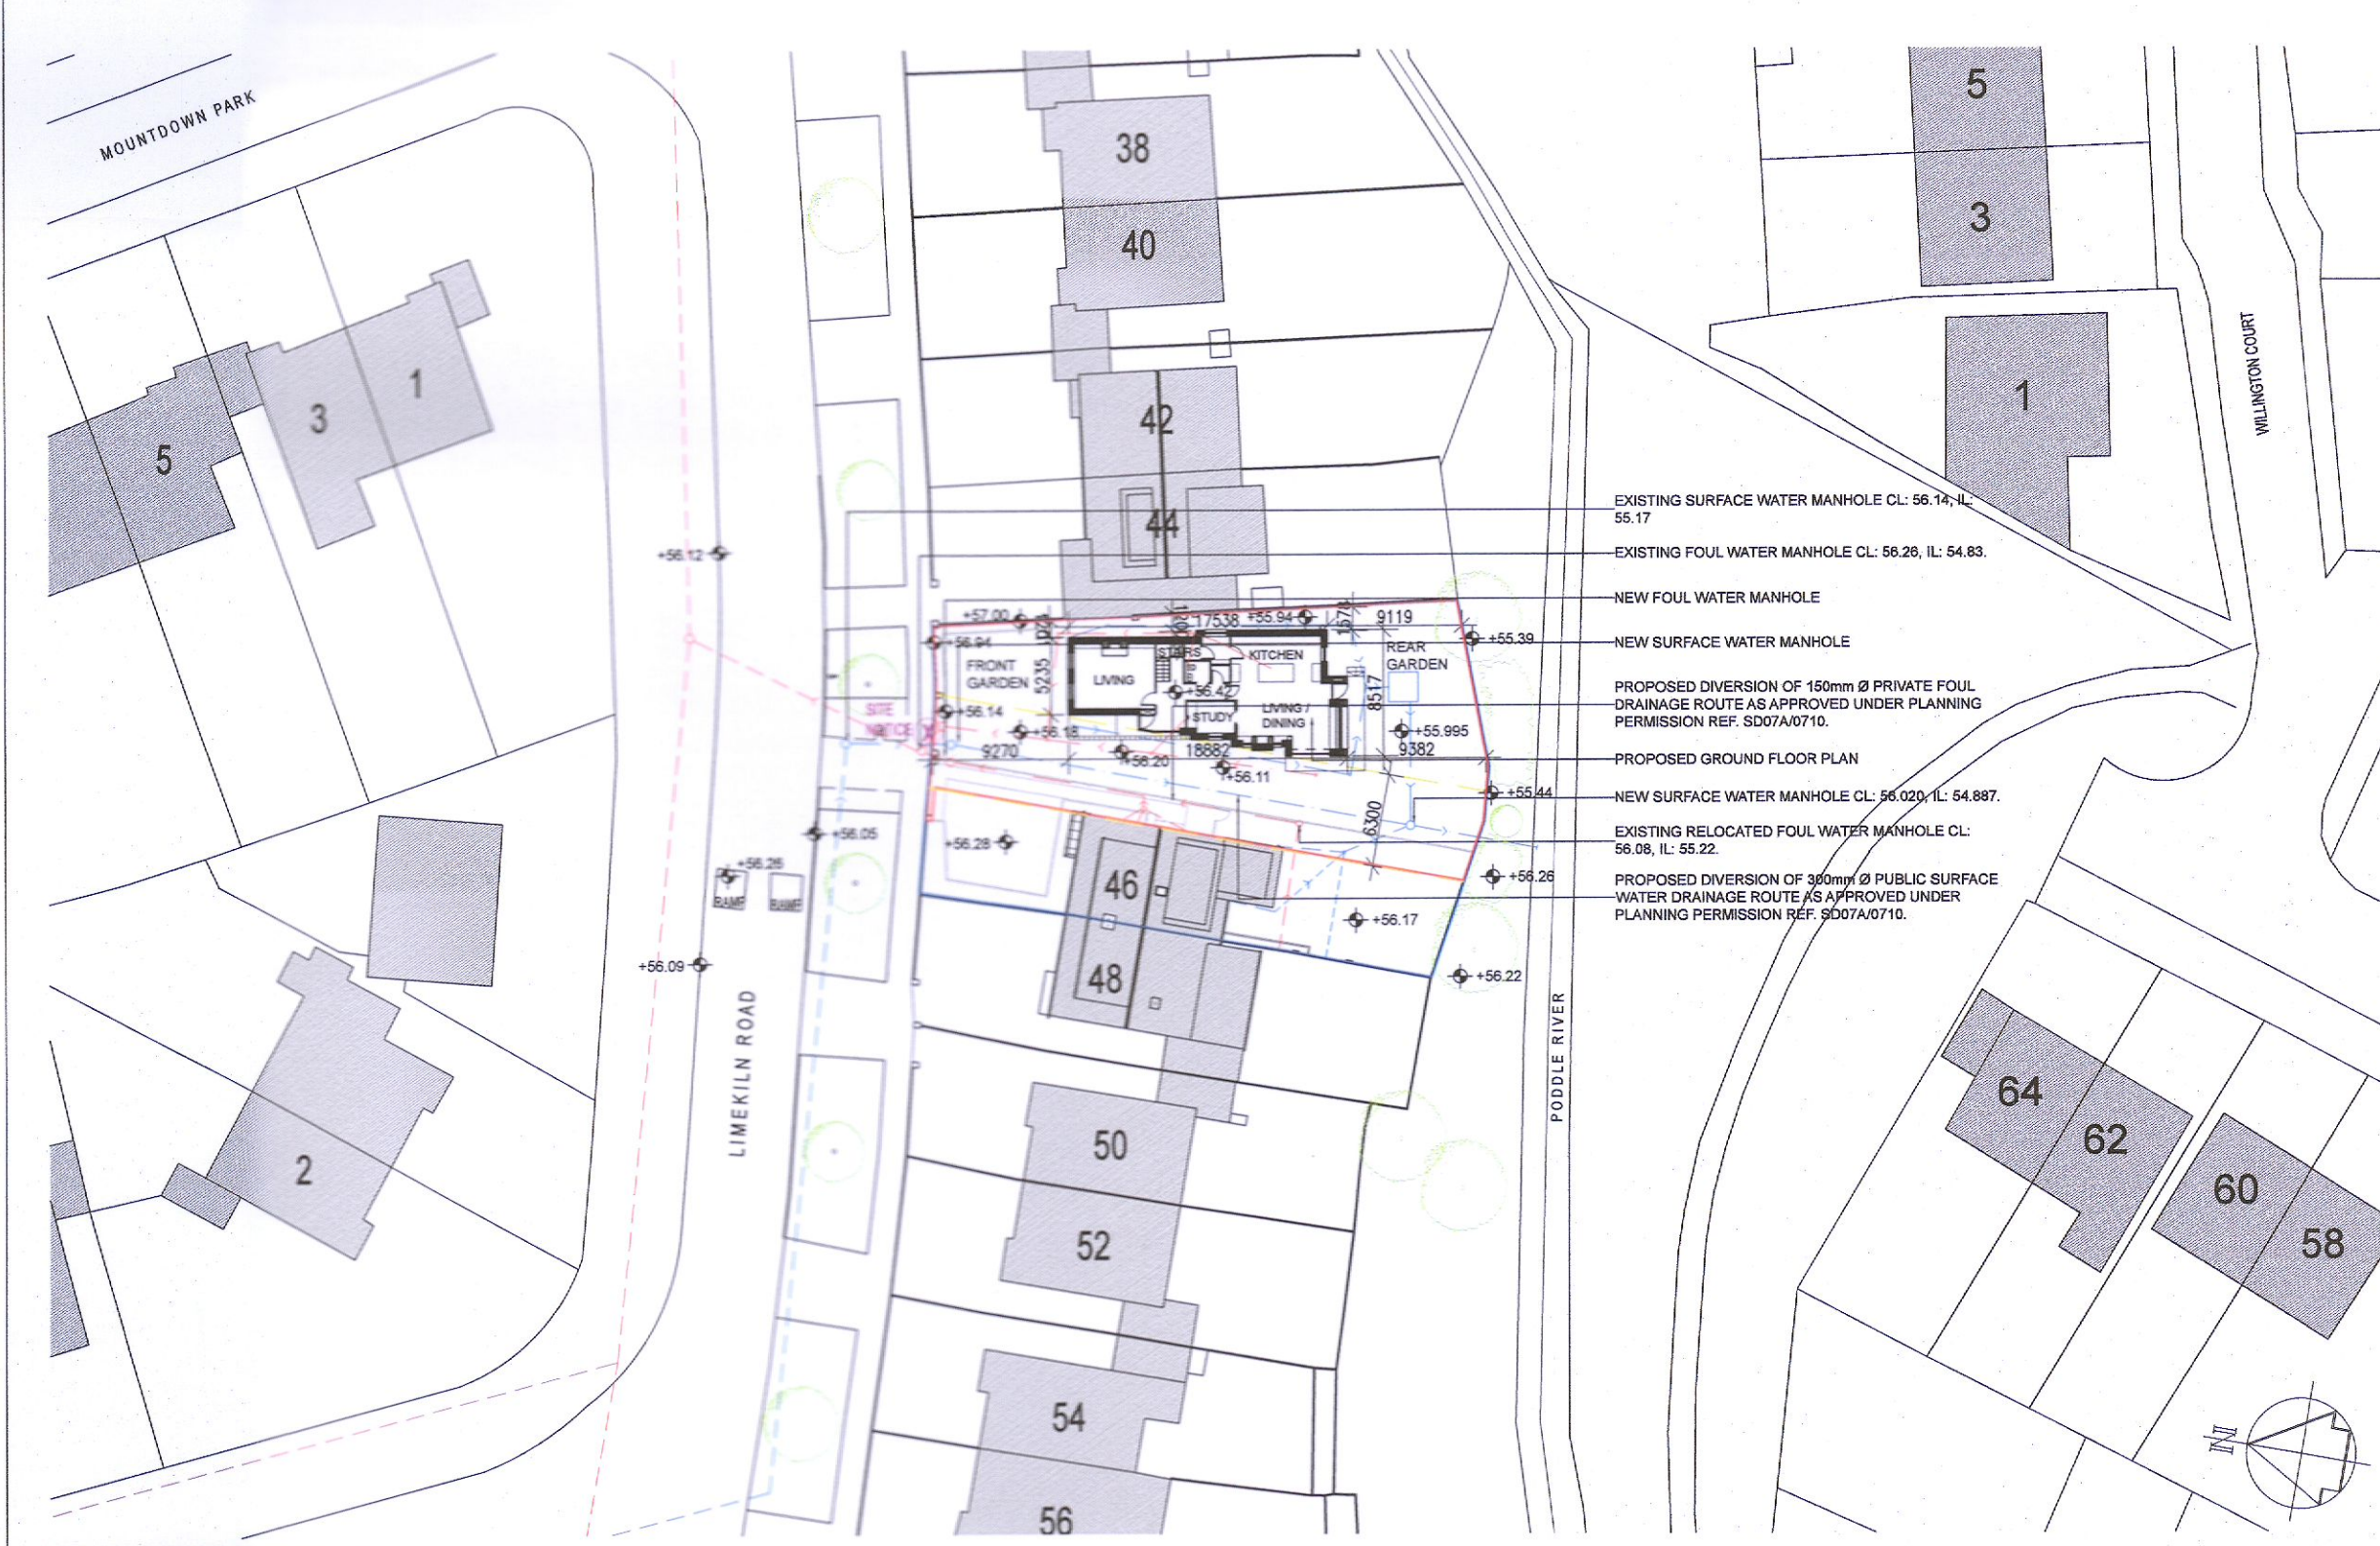 MOUNTDOWN PARK
5
3
1
2
LIMEKILN ROAD
38
40
42
44
46
48
50
52
54
56
5
3
1
WILLINGTON COURT
64
62
60
58
PODDLE RIVER
EXISTING SURFACE WATER MANHOLE CL: 56.14, IL:
55.17
EXISTING FOUL WATER MANHOLE CL: 56.26, IL: 54.83.
NEW FOUL WATER MANHOLE
NEW SURFACE WATER MANHOLE
PROPOSED DIVERSION OF 150mm Ø PRIVATE FOUL
DRAINAGE ROUTE AS APPROVED UNDER PLANNING
PERMISSION REF. SD07A/0710.
PROPOSED GROUND FLOOR PLAN
NEW SURFACE WATER MANHOLE CL: 56.020, IL: 54.887.
EXISTING RELOCATED FOUL WATER MANHOLE CL:
56.08, IL: 55.22.
PROPOSED DIVERSION OF 300mm Ø PUBLIC SURFACE
WATER DRAINAGE ROUTE AS APPROVED UNDER
PLANNING PERMISSION REF. SD07A/0710.
+56.12
+57.00
17538
+55.94
1578
9119
+56.94
+55.39
FRONT
GARDEN
5235
LIVING
STAIRS
KITCHEN
REAR
GARDEN
+56.42
8517
STUDY
LIVING /
DINING
+56.14
SITE
NOTICE
+56.18
+55.995
9270
+56.20
18882
9382
+56.11
+55.44
6300
+56.05
+56.28
+56.26
RAMP
RAMP
+56.26
+56.17
+56.09
+56.22
N